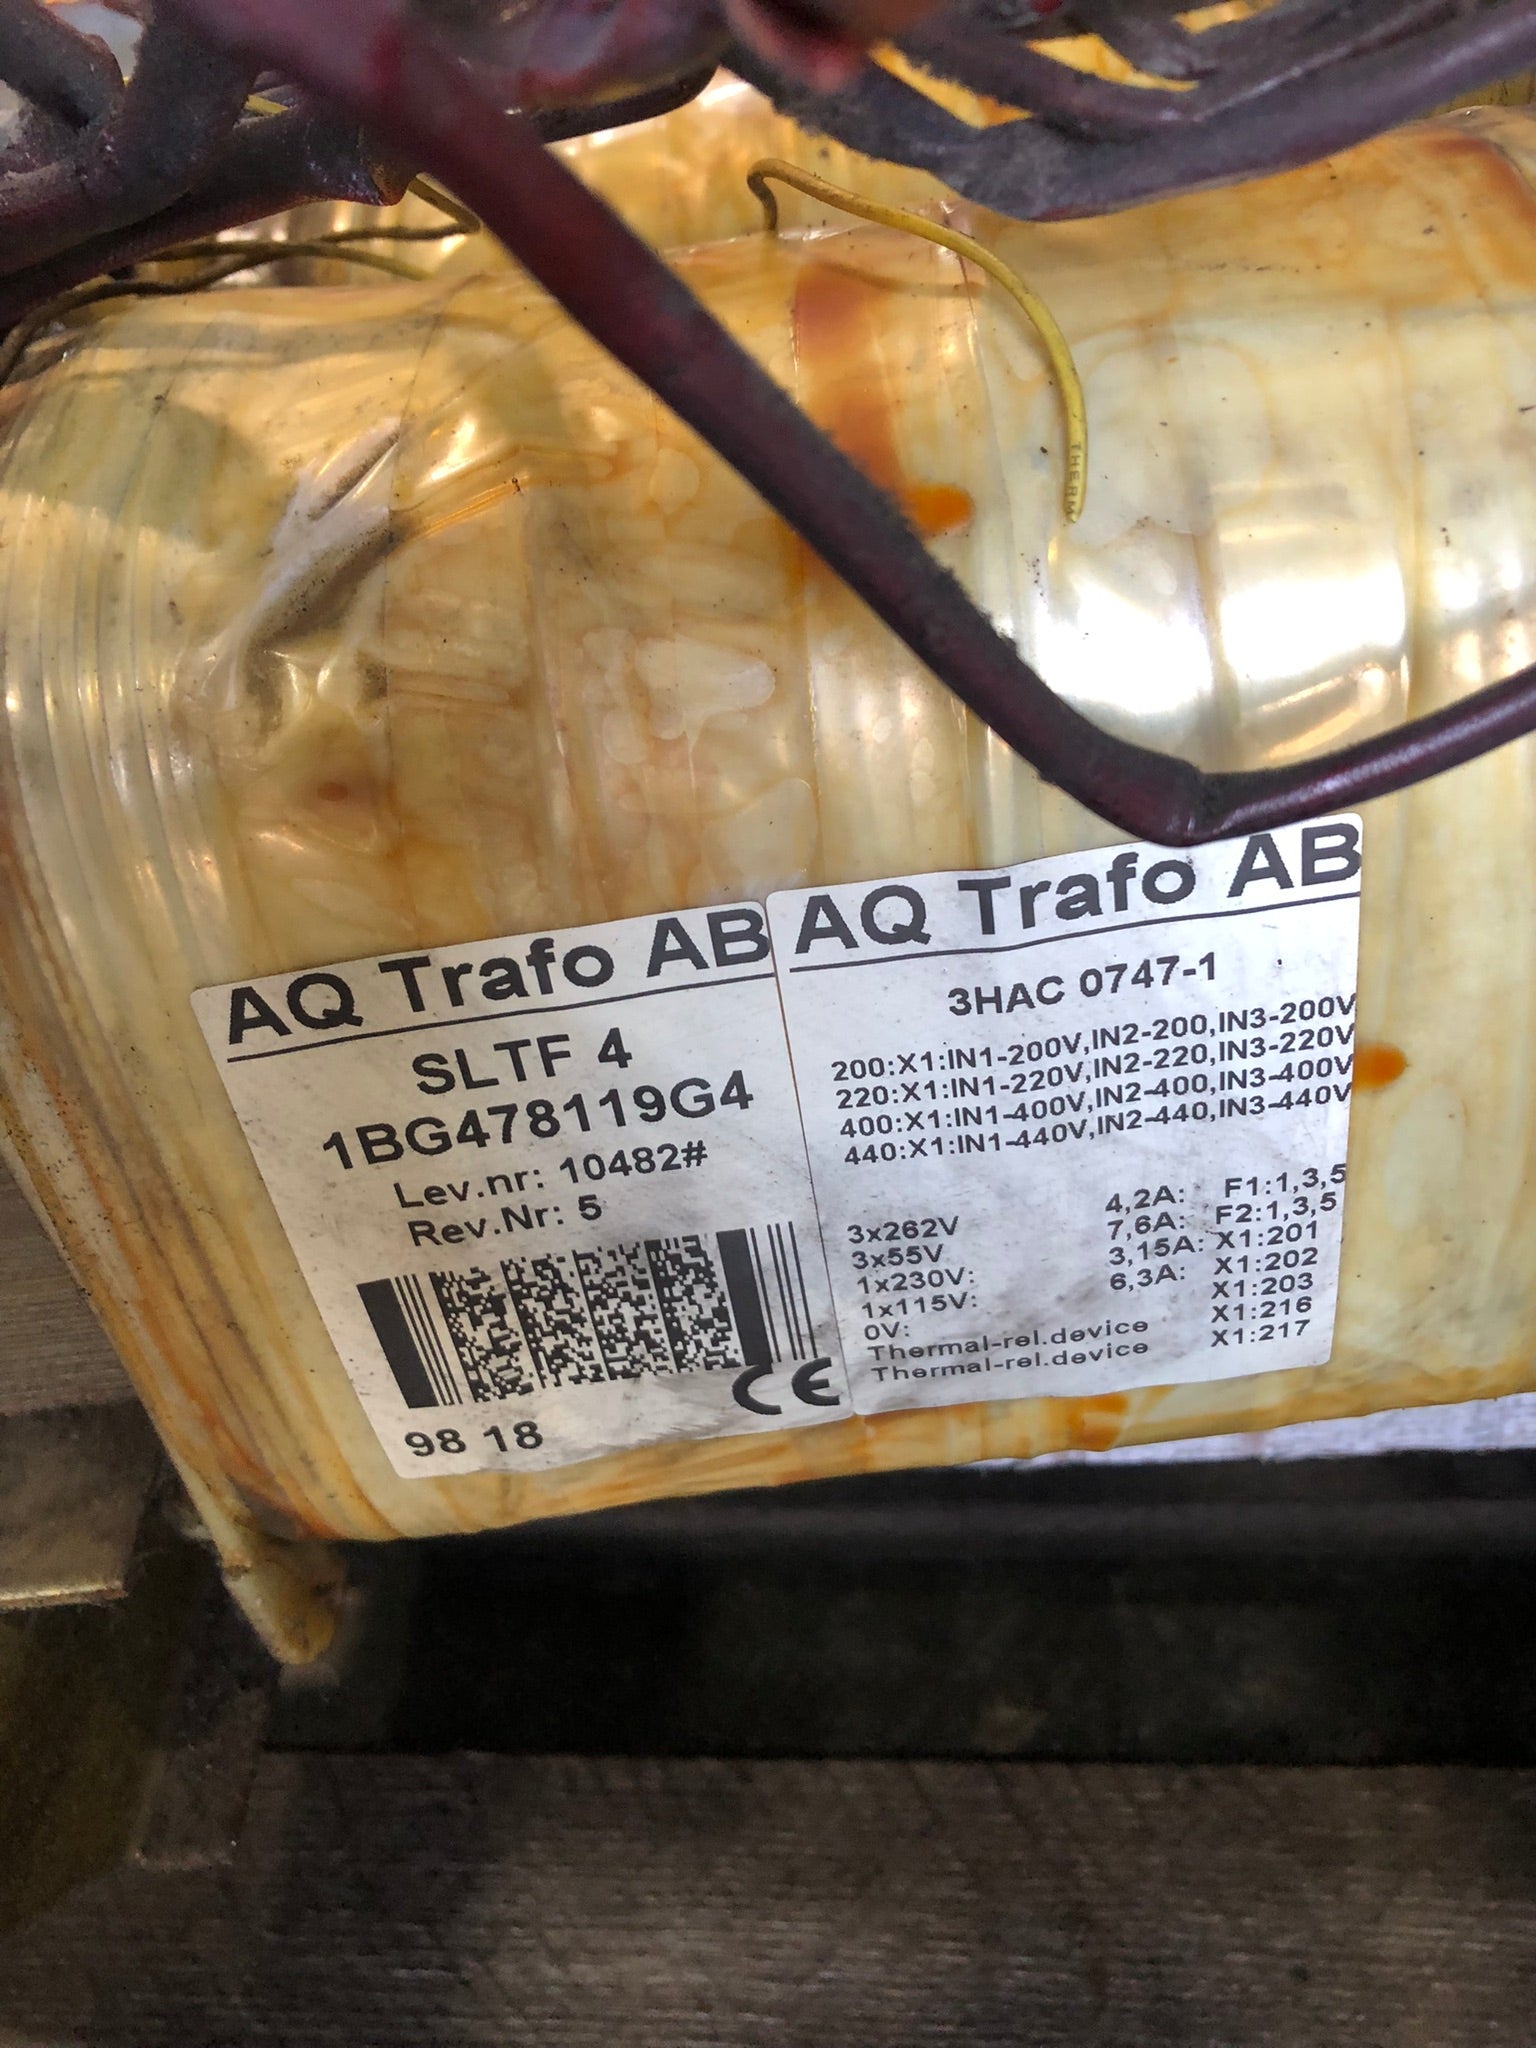 THERM
AQ Trafo AB
SLTF 4
1BG478119G4
Lev.nr: 10482#
Rev.Nr: 5
98 18
CE
AQ Trafo AB
3HAC 0747-1
200:X1:IN1-200V,IN2-200,IN3-200V
220:X1:IN1-220V,IN2-220,IN3-220V
400:X1:IN1-400V,IN2-400,IN3-400V
440:X1:IN1-440V,IN2-440,IN3-440V
3x262V 4,2A: F1:1,3,5
3x55V 7,6A: F2:1,3,5
1x230V: 3,15A: X1:201
1x115V: 6,3A: X1:202
0V: X1:203
Thermal-rel.device X1:216
Thermal-rel.device X1:217